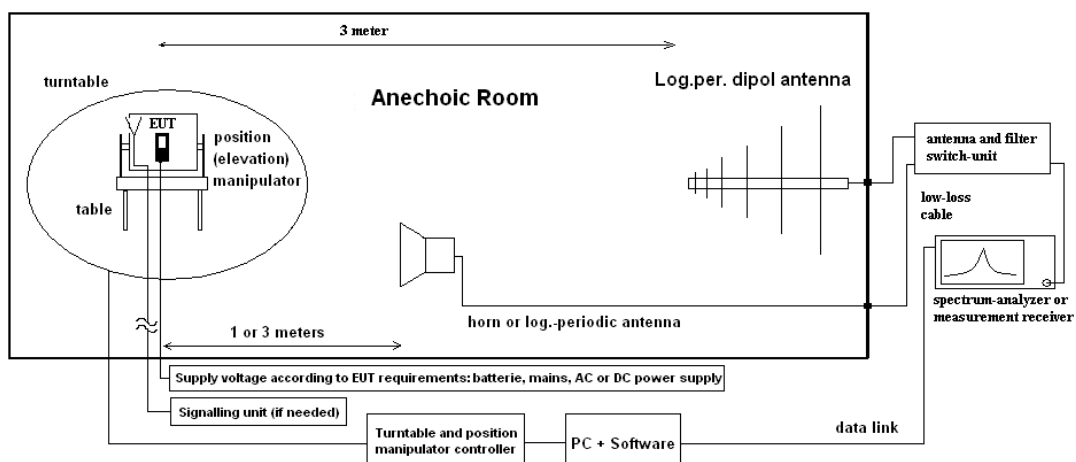 3 meter
turntable
Log.per. dipol antenna
Anechoic Room
EUT
position
(elevation)
manipulator
table
antenna and filter
switch-unit
low-loss
cable
spectrum-analyzer or
measurement receiver
horn or log.-periodic antenna
1 or 3 meters
Supply voltage according to EUT requirements: batterie, mains, AC or DC power supply
Signalling unit (if needed)
Turntable and position
manipulator controller
PC + Software
data link